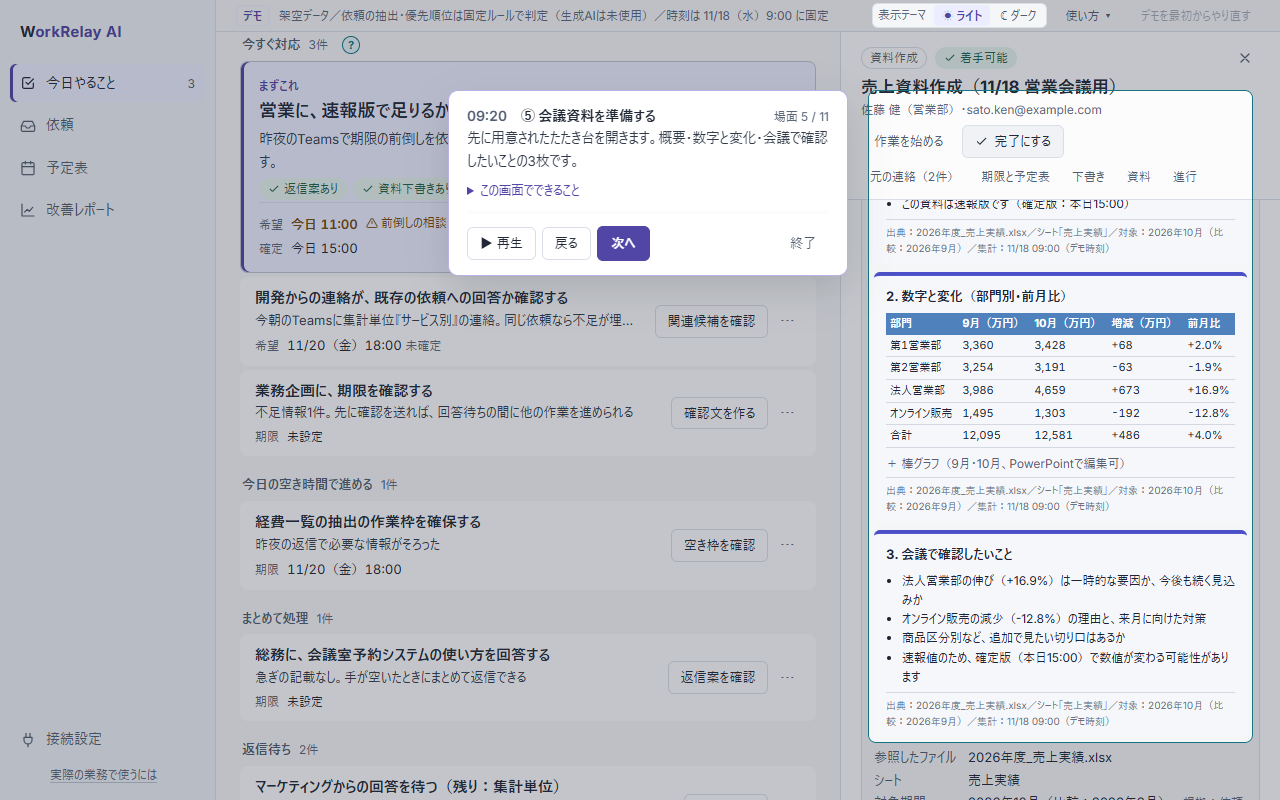 WorkRelay AI
今日やること 3
依頼
予定表
改善レポート
接続設定
実際の業務で使うには
デモ 架空データ／依頼の抽出・優先順位は固定ルールで判定（生成AIは未使用）／時刻は 11/18（水）9:00 に固定
表示テーマ ライト ダーク 使い方 ▾ デモを最初からやり直す
今すぐ対応 3件 ?
まずこれ
営業に、速報版で足りるか
昨夜のTeamsで期限の前倒しを依
す。
返信案あり 資料下書きあり
希望 今日 11:00 前倒しの相談
確定 今日 15:00
09:20 ⑤ 会議資料を準備する 場面 5 / 11
先に用意されたたたき台を開きます。概要・数字と変化・会議で確認
したいことの3枚です。
▶ この画面でできること
▶ 再生 戻る 次へ 終了
開発からの連絡が、既存の依頼への回答か確認する
今朝のTeamsに集計単位『サービス別』の連絡。同じ依頼なら不足が埋…
希望 11/20（金）18:00 未確定
関連候補を確認 …
業務企画に、期限を確認する
不足情報1件。先に確認を送れば、回答待ちの間に他の作業を進められる
期限 未設定
確認文を作る …
今日の空き時間で進める 1件
経費一覧の抽出の作業枠を確保する
昨夜の返信で必要な情報がそろった
期限 11/20（金）18:00
空き枠を確認 …
まとめて処理 1件
総務に、会議室予約システムの使い方を回答する
急ぎの記載なし。手が空いたときにまとめて返信できる
期限 未設定
返信案を確認 …
返信待ち 2件
マーケティングからの回答を待つ（残り：集計単位）
資料作成 着手可能
売上資料作成（11/18 営業会議用）
佐藤 健（営業部）・sato.ken@example.com
作業を始める 完了にする
元の連絡（2件） 期限と予定表 下書き 資料 進行
この資料は速報版です（確定版：本日15:00）
出典：2026年度_売上実績.xlsx／シート「売上実績」／対象：2026年10月（比
較：2026年9月）／集計：11/18 09:00（デモ時刻）
2. 数字と変化（部門別・前月比）
部門 9月（万円） 10月（万円） 増減（万円） 前月比
第1営業部 3,360 3,428 +68 +2.0%
第2営業部 3,254 3,191 -63 -1.9%
法人営業部 3,986 4,659 +673 +16.9%
オンライン販売 1,495 1,303 -192 -12.8%
合計 12,095 12,581 +486 +4.0%
＋ 棒グラフ（9月・10月、PowerPointで編集可）
出典：2026年度_売上実績.xlsx／シート「売上実績」／対象：2026年10月（比
較：2026年9月）／集計：11/18 09:00（デモ時刻）
3. 会議で確認したいこと
法人営業部の伸び（+16.9%）は一時的な要因か、今後も続く見込
みか
オンライン販売の減少（-12.8%）の理由と、来月に向けた対策
商品区分別など、追加で見たい切り口はあるか
速報値のため、確定版（本日15:00）で数値が変わる可能性があり
ます
出典：2026年度_売上実績.xlsx／シート「売上実績」／対象：2026年10月（比
較：2026年9月）／集計：11/18 09:00（デモ時刻）
参照したファイル 2026年度_売上実績.xlsx
シート 売上実績